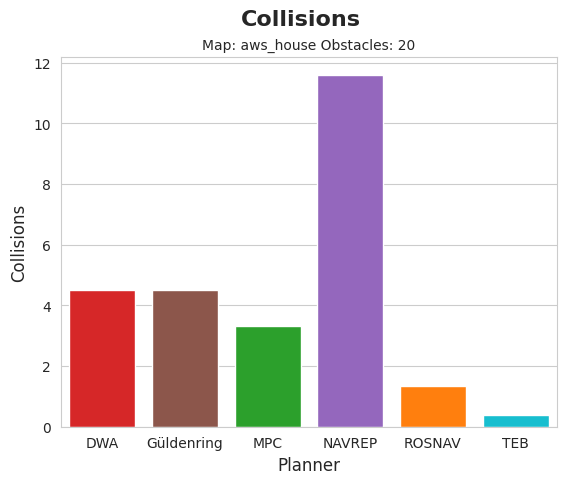 Collisions
Map: aws_house Obstacles: 20
12
10
8
6
4
2
0
Collisions
DWA Güldenring MPC NAVREP ROSNAV TEB
Planner